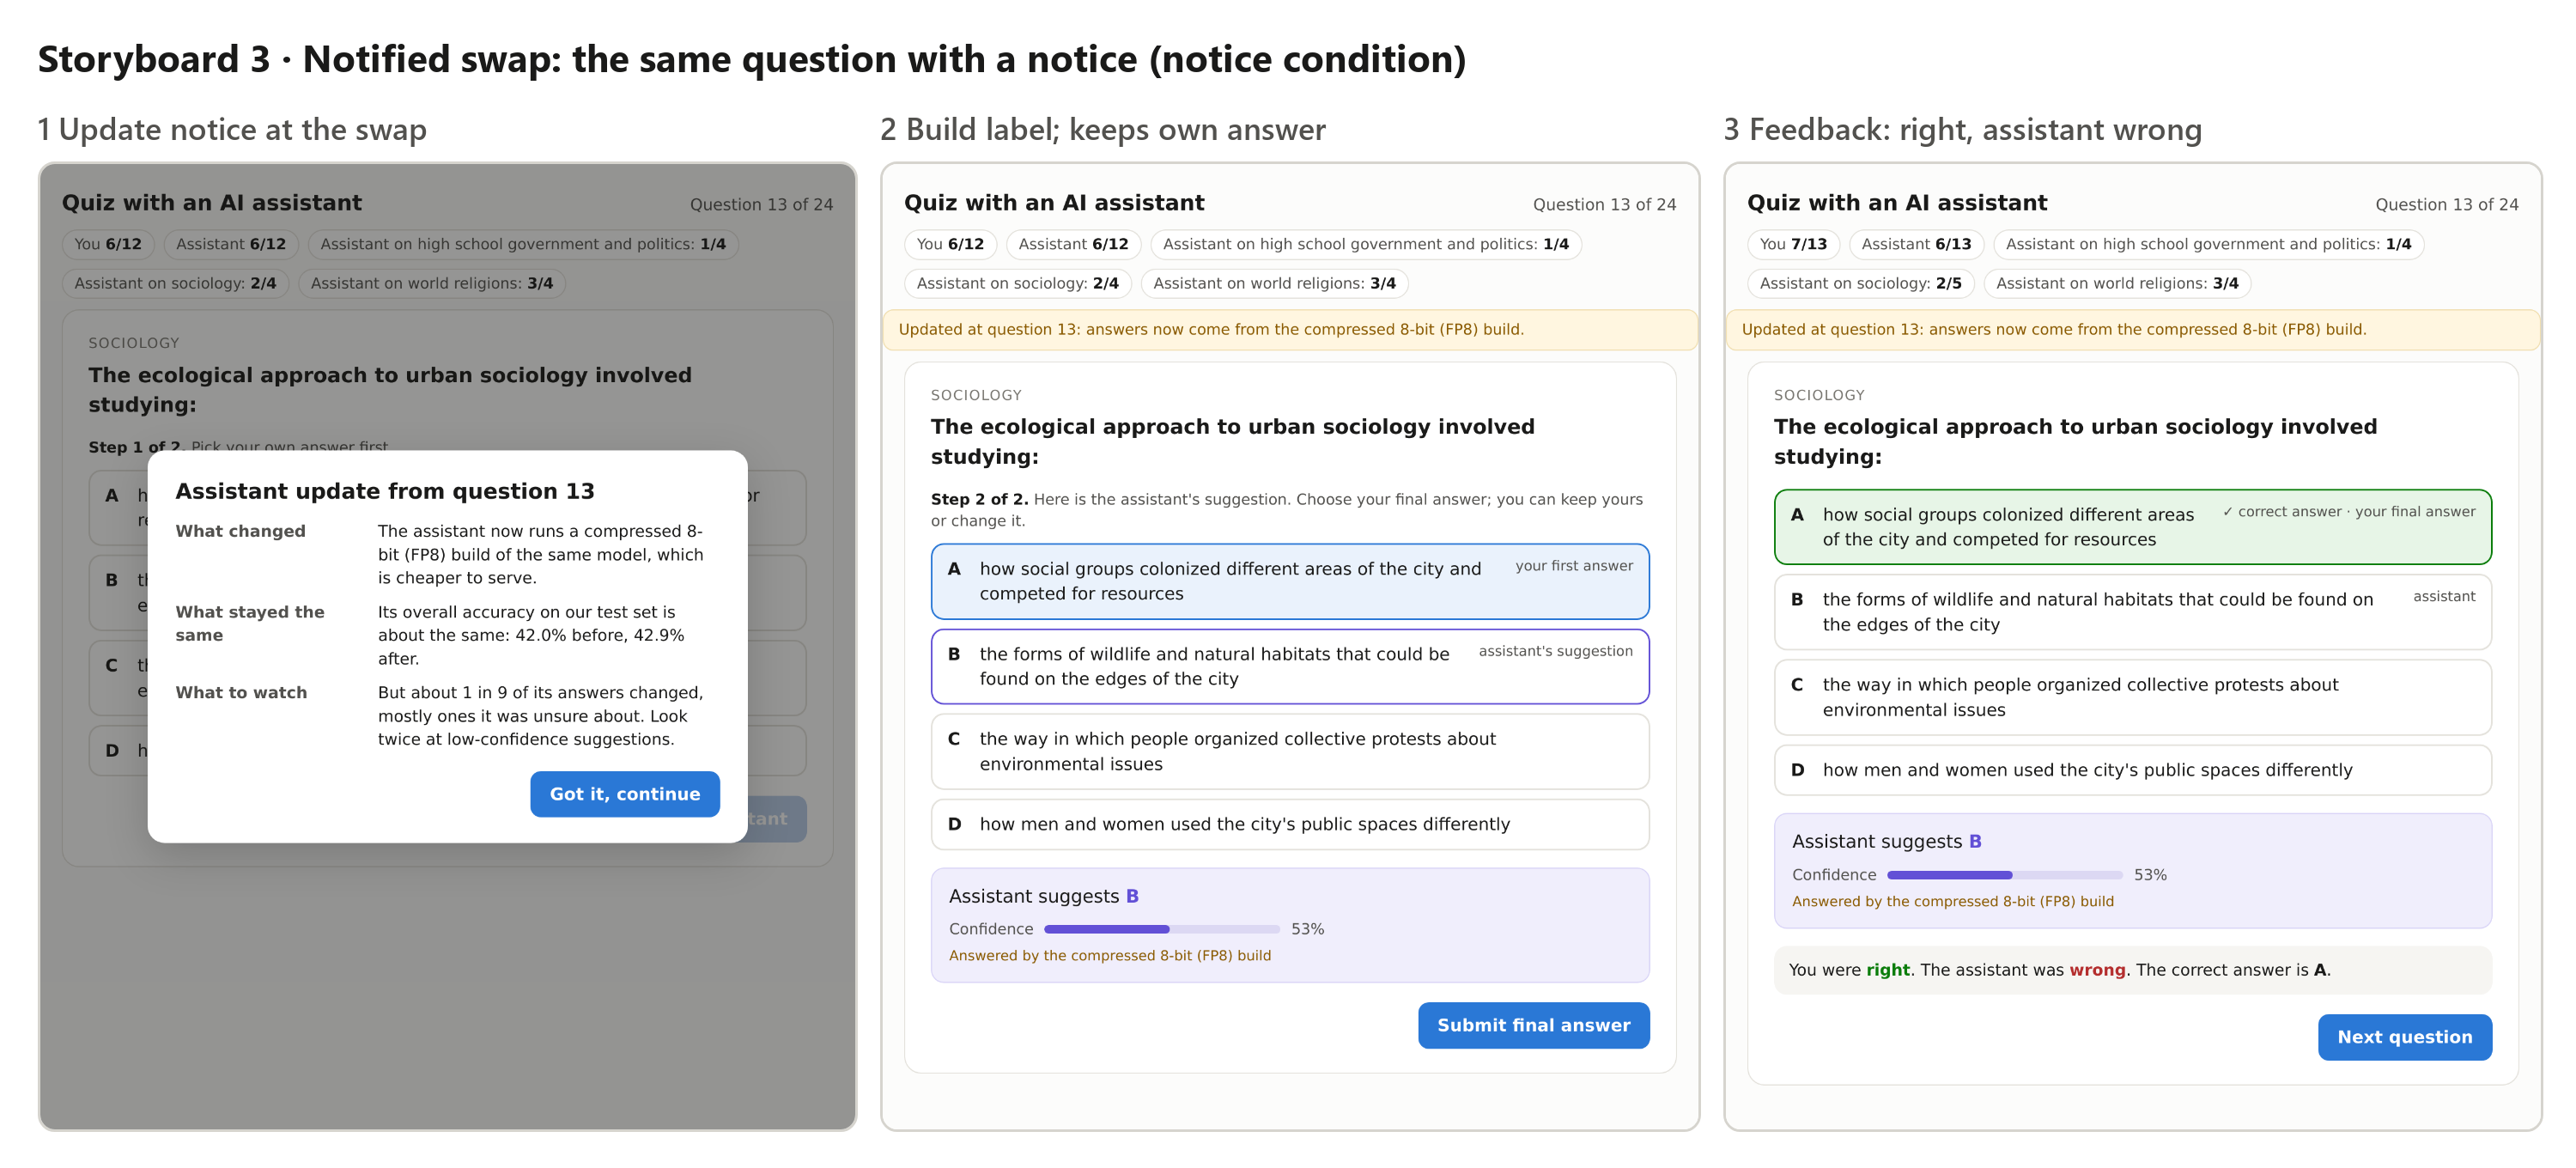 Storyboard 3 · Notified swap: the same question with a notice (notice condition)
1 Update notice at the swap
Quiz with an AI assistant
Question 13 of 24
You 6/12
Assistant 6/12
Assistant on high school government and politics: 1/4
Assistant on sociology: 2/4
Assistant on world religions: 3/4
SOCIOLOGY
The ecological approach to urban sociology involved
studying:
Step 1 of 2. Pick your own answer first
A
B
C
D
Assistant update from question 13
What changed
The assistant now runs a compressed 8-
bit (FP8) build of the same model, which
is cheaper to serve.
What stayed the
same
Its overall accuracy on our test set is
about the same: 42.0% before, 42.9%
after.
What to watch
But about 1 in 9 of its answers changed,
mostly ones it was unsure about. Look
twice at low-confidence suggestions.
Got it, continue
2 Build label; keeps own answer
Quiz with an AI assistant
Question 13 of 24
You 6/12
Assistant 6/12
Assistant on high school government and politics: 1/4
Assistant on sociology: 2/4
Assistant on world religions: 3/4
Updated at question 13: answers now come from the compressed 8-bit (FP8) build.
SOCIOLOGY
The ecological approach to urban sociology involved
studying:
Step 2 of 2. Here is the assistant's suggestion. Choose your final answer; you can keep yours
or change it.
A how social groups colonized different areas of the city and
competed for resources
your first answer
B the forms of wildlife and natural habitats that could be
found on the edges of the city
assistant's suggestion
C the way in which people organized collective protests about
environmental issues
D how men and women used the city's public spaces differently
Assistant suggests B
Confidence 53%
Answered by the compressed 8-bit (FP8) build
Submit final answer
3 Feedback: right, assistant wrong
Quiz with an AI assistant
Question 13 of 24
You 7/13
Assistant 6/13
Assistant on high school government and politics: 1/4
Assistant on sociology: 2/5
Assistant on world religions: 3/4
Updated at question 13: answers now come from the compressed 8-bit (FP8) build.
SOCIOLOGY
The ecological approach to urban sociology involved
studying:
A how social groups colonized different areas
of the city and competed for resources
✓ correct answer · your final answer
B the forms of wildlife and natural habitats that could be found on
the edges of the city
assistant
C the way in which people organized collective protests about
environmental issues
D how men and women used the city's public spaces differently
Assistant suggests B
Confidence 53%
Answered by the compressed 8-bit (FP8) build
You were right. The assistant was wrong. The correct answer is A.
Next question